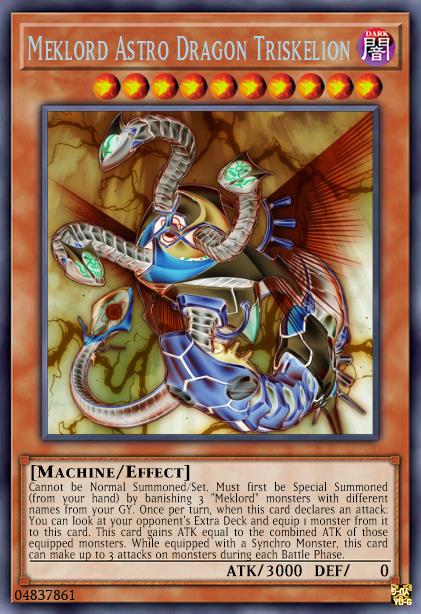 Meklord Astro Dragon Triskelion
DARK
闇
[Machine/Effect]
Cannot be Normal Summoned/Set. Must first be Special Summoned
(from your hand) by banishing 3 "Meklord" monsters with different
names from your GY. Once per turn, when this card declares an attack:
You can look at your opponent's Extra Deck and equip 1 monster from it
to this card. This card gains ATK equal to the combined ATK of those
equipped monsters. While equipped with a Synchro Monster, this card
can make up to 3 attacks on monsters during each Battle Phase.
ATK/3000 DEF/ 0
04837861